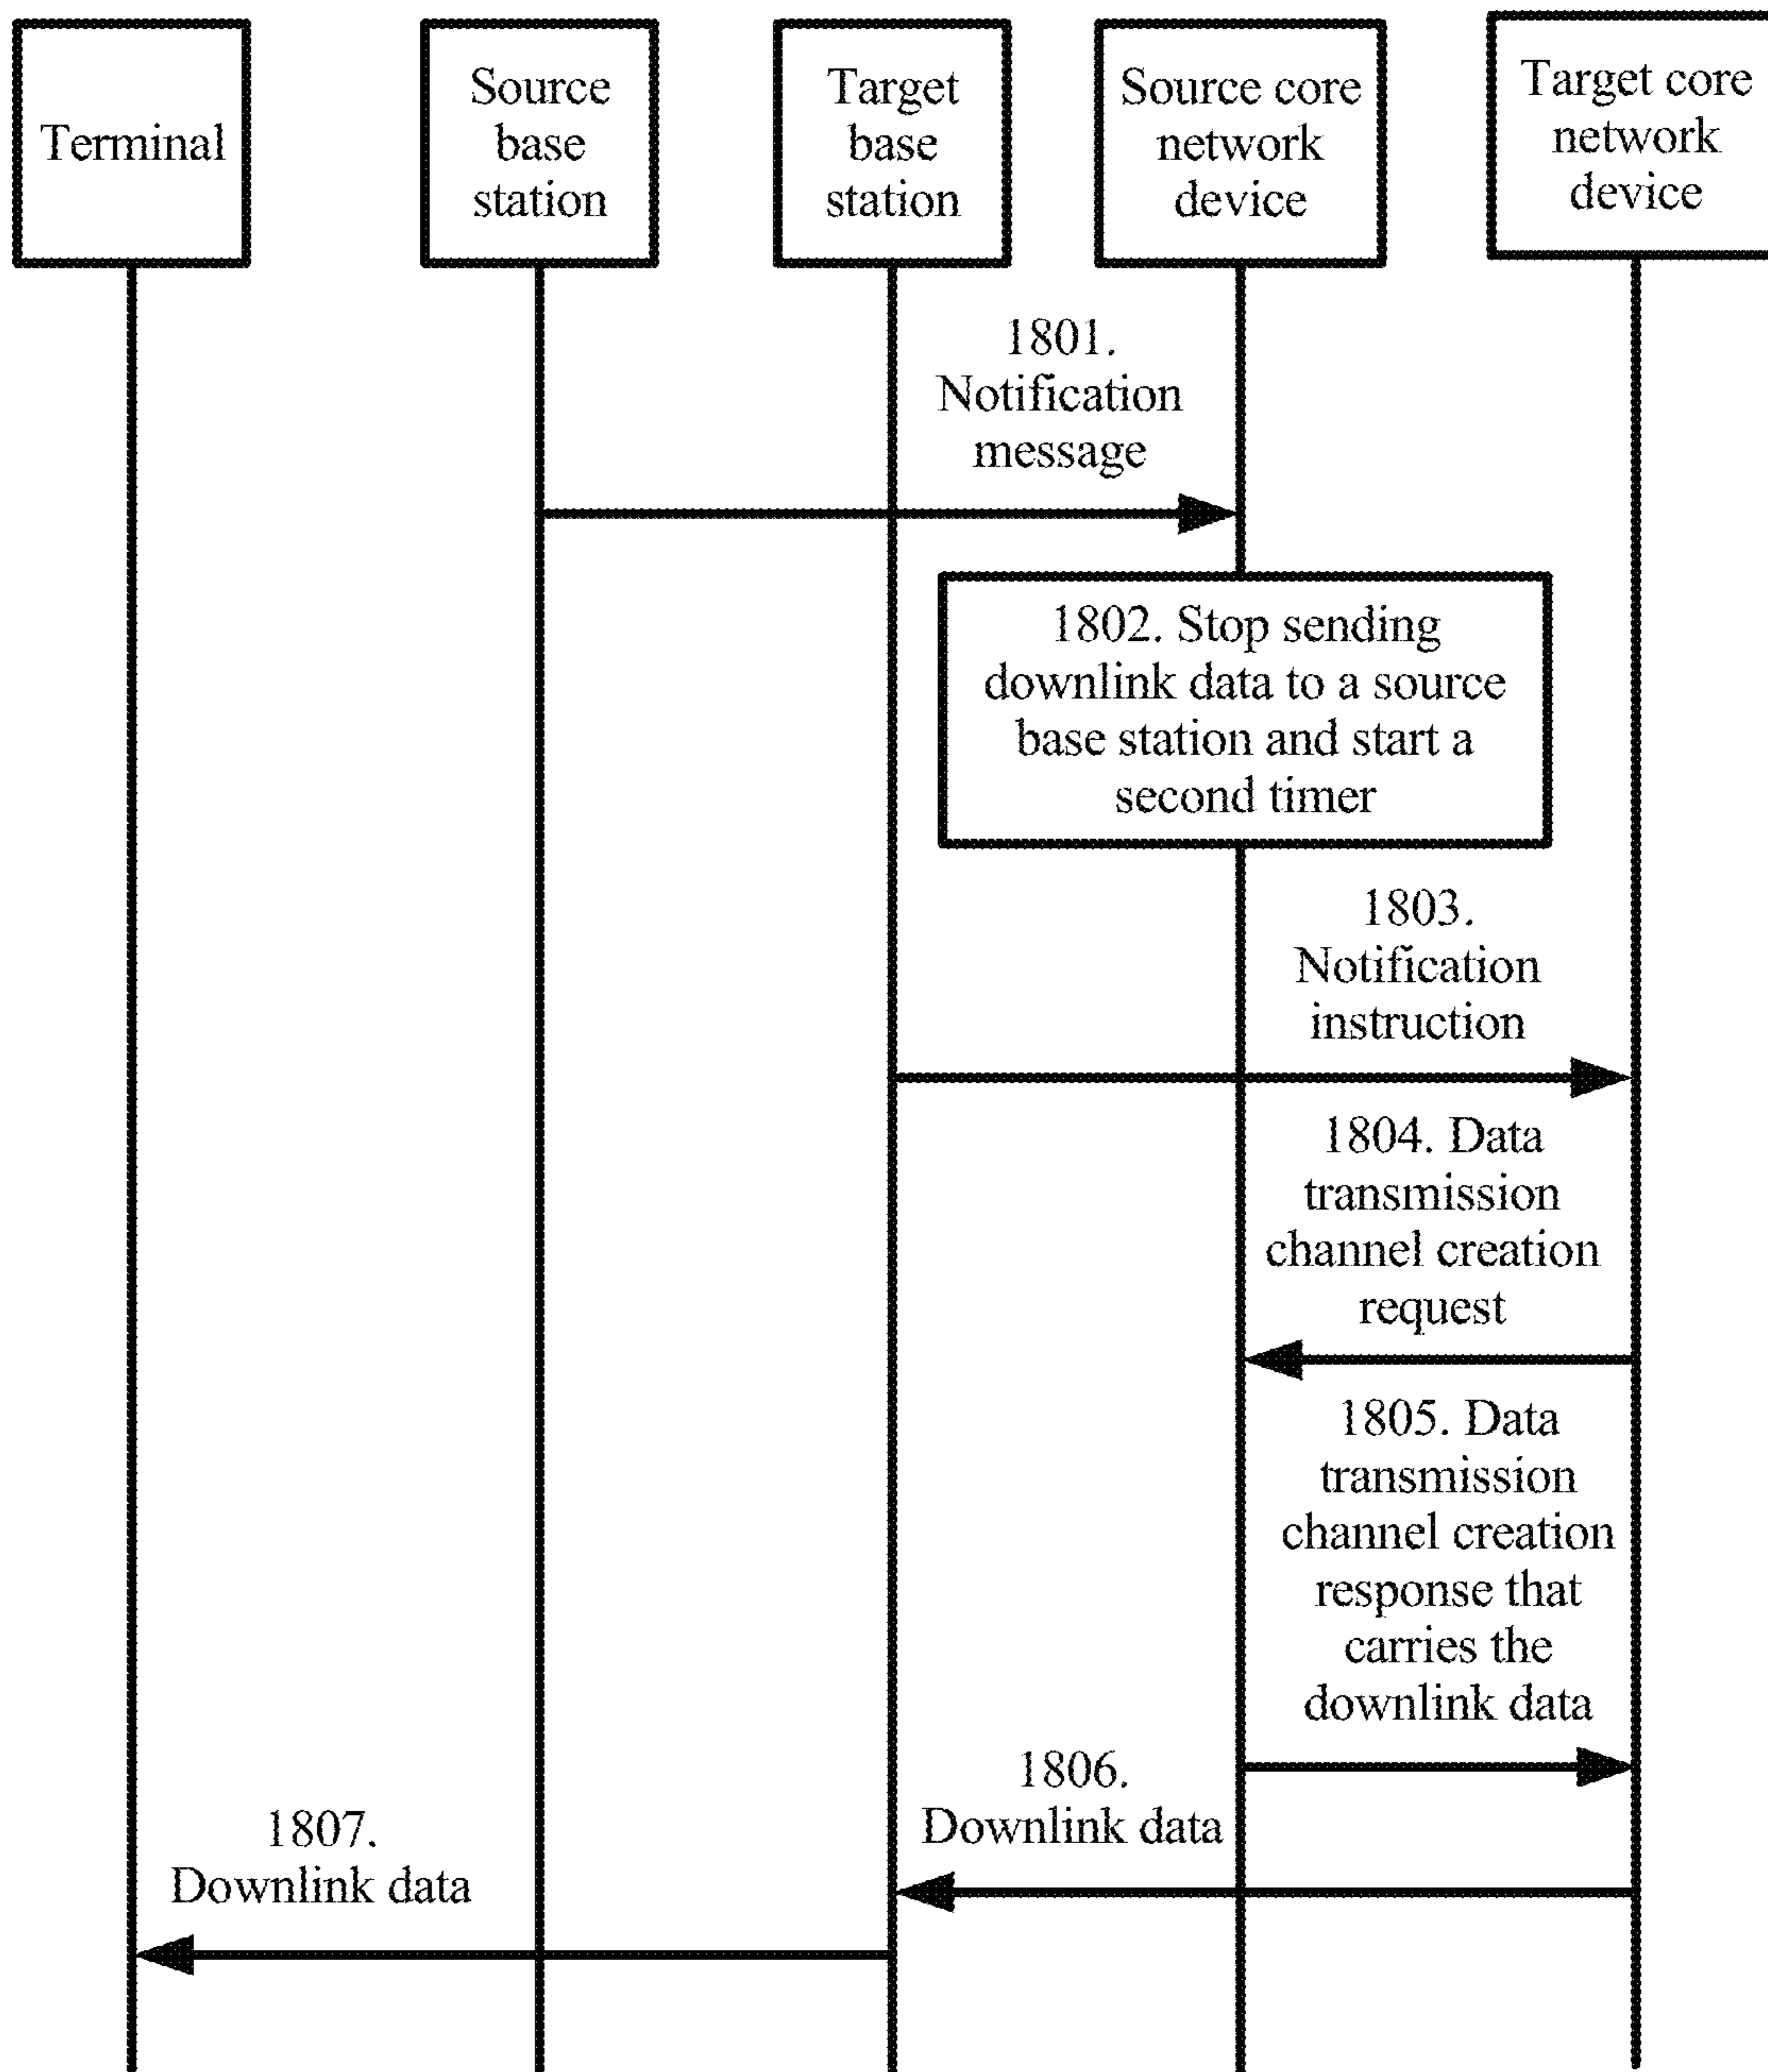 Terminal
Source
base
station
Target
base
station
Source core
network
device
Target core
network
device
1801.
Notification
message
1802. Stop sending
downlink data to a source
base station and start a
second timer
1803.
Notification
instruction
1804. Data
transmission
channel creation
request
1805. Data
transmission
channel creation
response that
carries the
downlink data
1806.
Downlink data
1807.
Downlink data